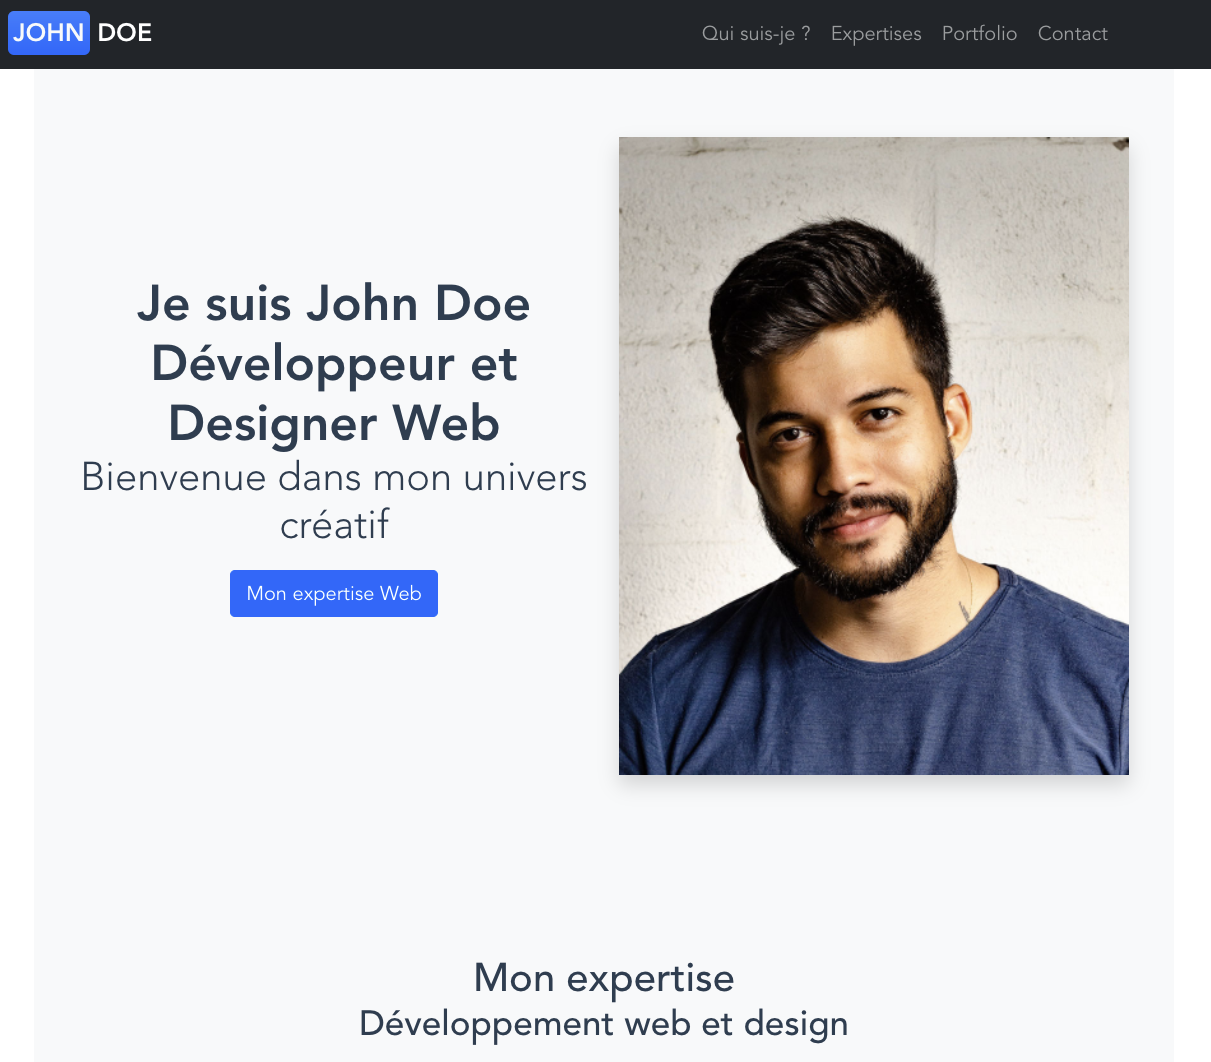 JOHN DOE
Qui suis-je ? Expertises Portfolio Contact
Je suis John Doe
Développeur et
Designer Web
Bienvenue dans mon univers
créatif
Mon expertise Web
Mon expertise
Développement web et design